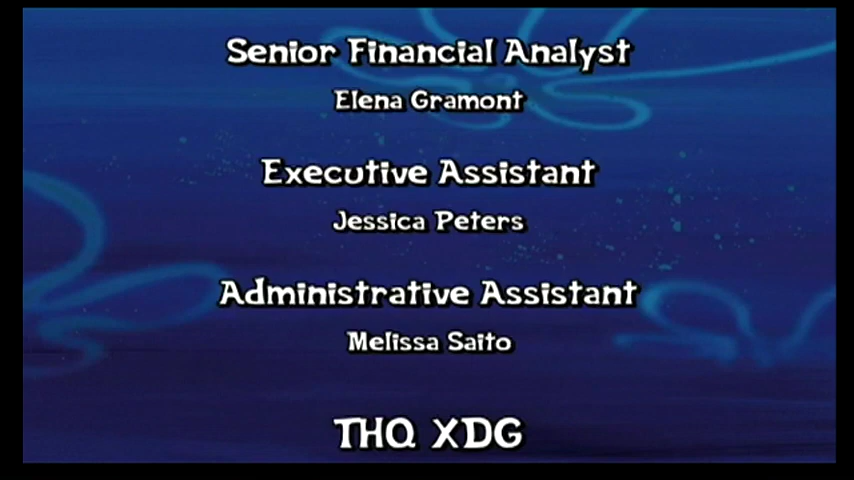 Senior Financial Analyst
Elena Gramont
Executive Assistant
Jessica Peters
Administrative Assistant
Melissa Saito
THQ XDG